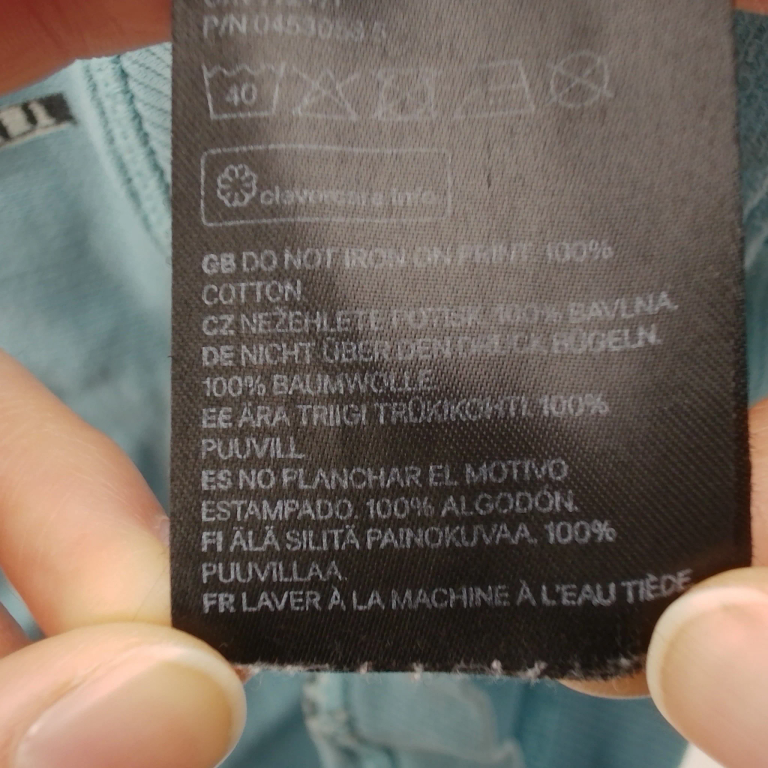 P/N 0453053 5
40
clevercare.info
GB DO NOT IRON ON PRINT 100%
COTTON
CZ NEŽEHLETE POTISK. 100% BAVLNA.
DE NICHT ÜBER DEN DRUCK BÜGELN.
100% BAUMWOLLE.
EE ÄRA TRIIGI TRÜKIKOHTI. 100%
PUUVILL
ES NO PLANCHAR EL MOTIVO
ESTAMPADO. 100% ALGODÓN.
FI ÄLÄ SILITÄ PAINOKUVAA. 100%
PUUVILLAA.
FR LAVER À LA MACHINE À L'EAU TIÈDE